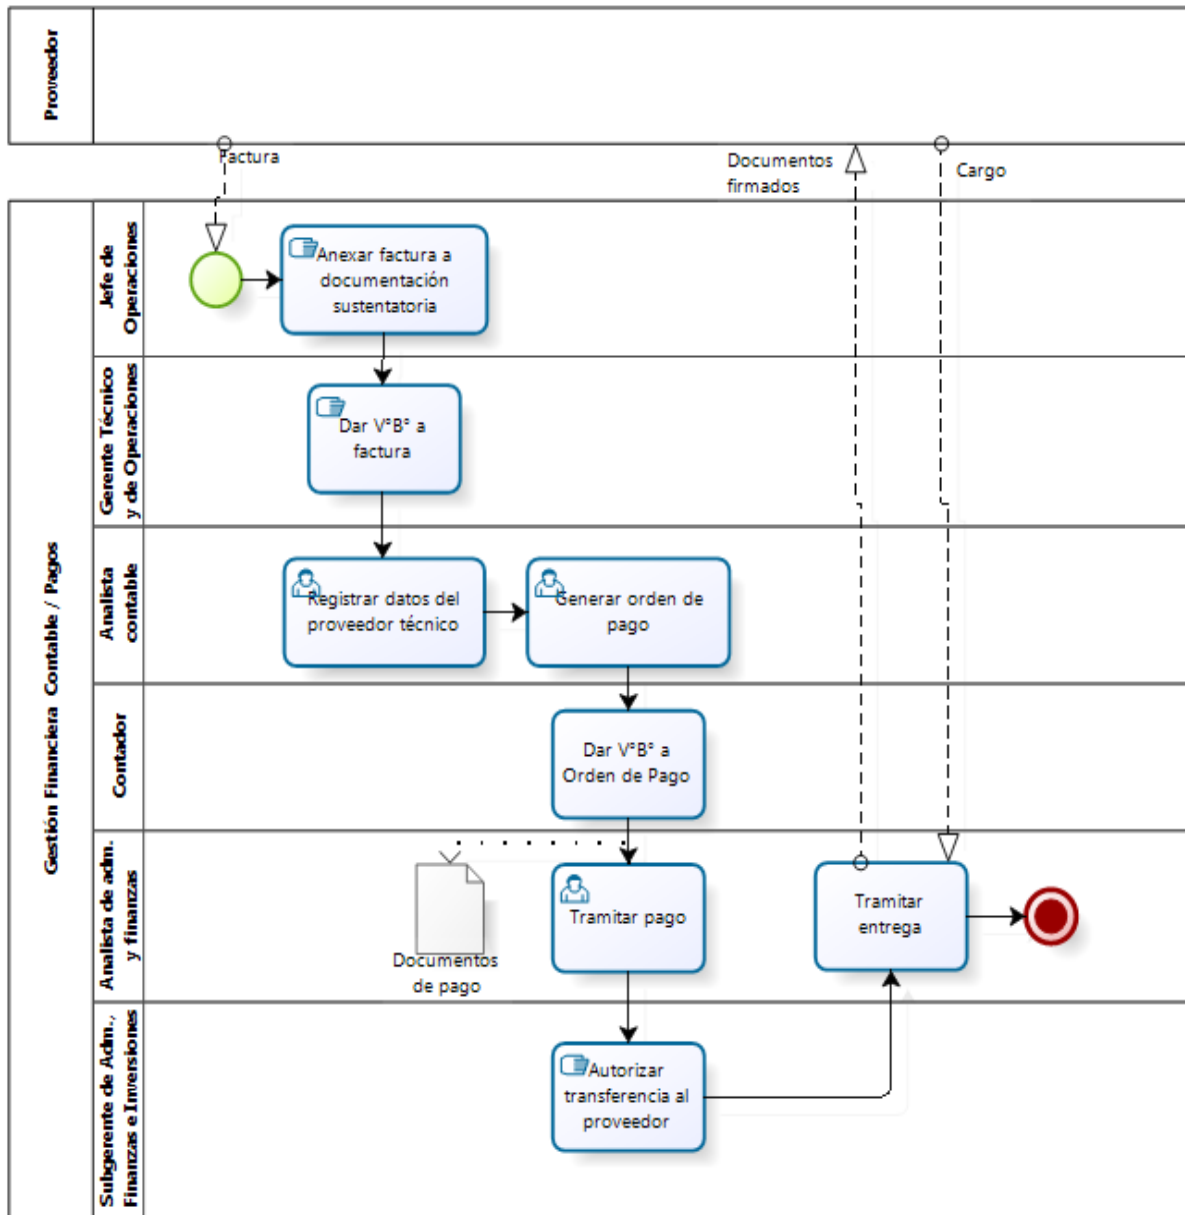 Proveedor
Factura
Documentos
firmados
Cargo
Gestión Financiera Contable / Pagos
Jefe de
Operaciones
Anexar factura a
documentación
sustentatoria
Gerente Técnico
y de Operaciones
Dar V°B° a
factura
Analista
contable
Registrar datos del
proveedor técnico
Generar orden de
pago
Contador
Dar V°B° a
Orden de Pago
Analista de adm.
y finanzas
Documentos
de pago
Tramitar pago
Tramitar
entrega
Subgerente de Adm.,
Finanzas e Inversiones
Autorizar
transferencia al
proveedor